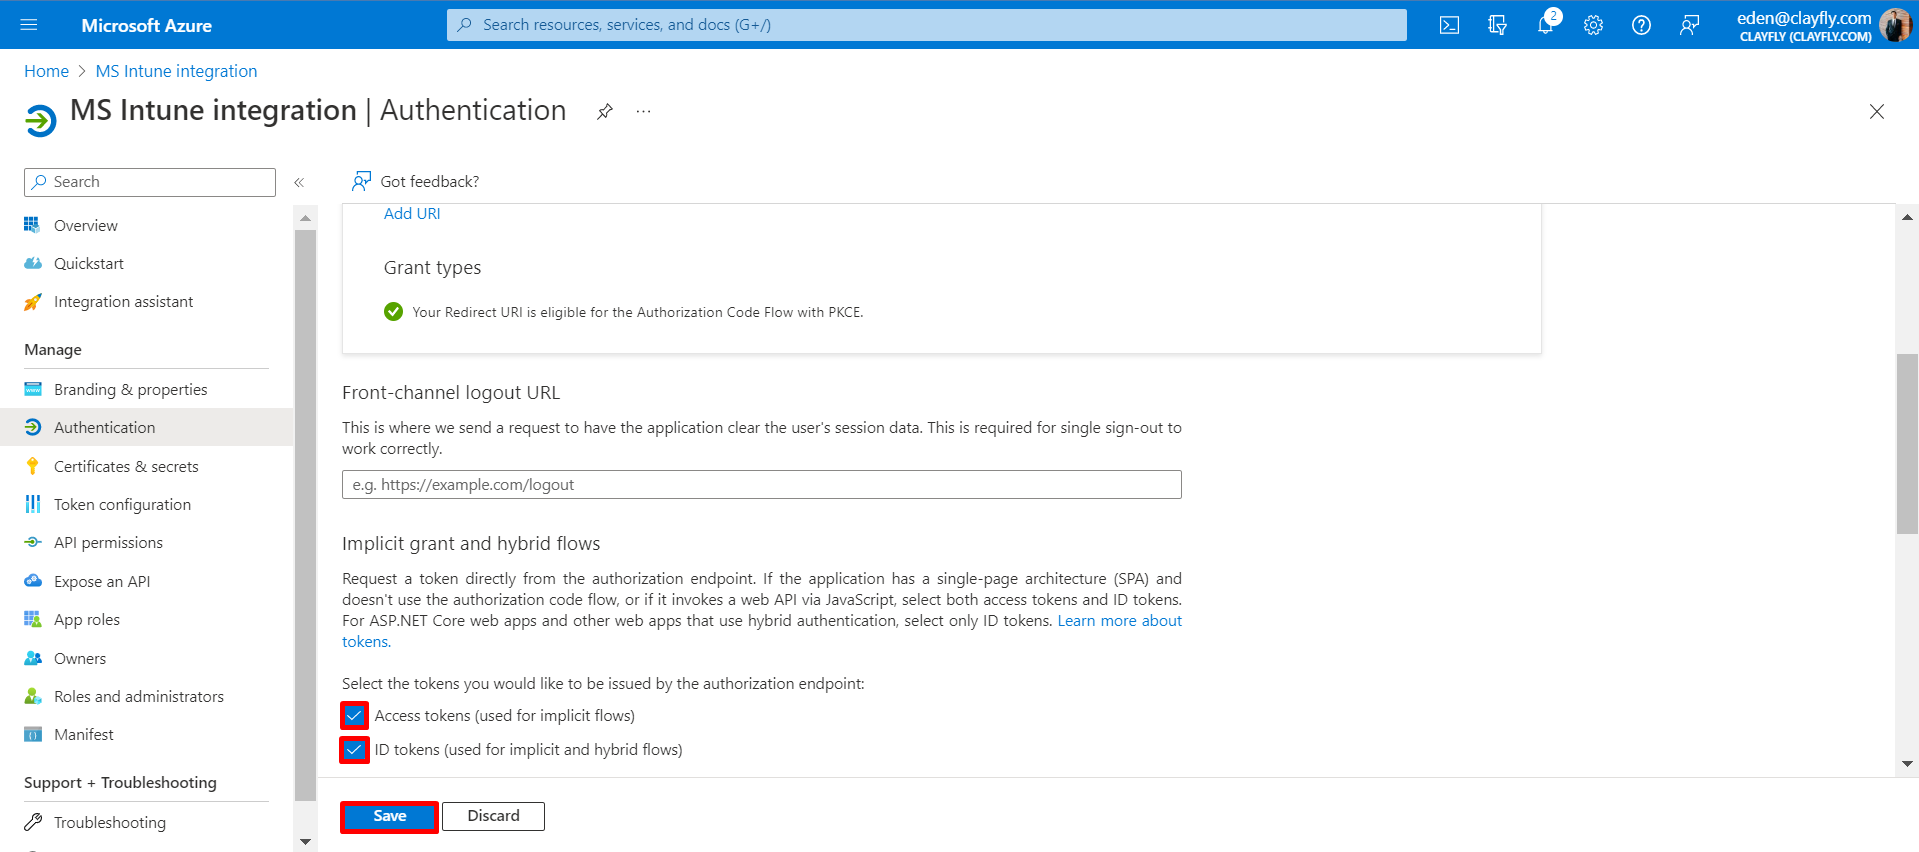 Microsoft Azure
Search resources, services, and docs (G+/)
2
eden@clayfly.com
CLAYFLY (CLAYFLY.COM)
Home > MS Intune integration
MS Intune integration | Authentication
Search
«
Got feedback?
Overview
Quickstart
Integration assistant
Manage
Branding & properties
Authentication
Certificates & secrets
Token configuration
API permissions
Expose an API
App roles
Owners
Roles and administrators
Manifest
Support + Troubleshooting
Troubleshooting
Add URI
Grant types
Your Redirect URI is eligible for the Authorization Code Flow with PKCE.
Front-channel logout URL
This is where we send a request to have the application clear the user's session data. This is required for single sign-out to
work correctly.
e.g. https://example.com/logout
Implicit grant and hybrid flows
Request a token directly from the authorization endpoint. If the application has a single-page architecture (SPA) and
doesn't use the authorization code flow, or if it invokes a web API via JavaScript, select both access tokens and ID tokens.
For ASP.NET Core web apps and other web apps that use hybrid authentication, select only ID tokens. Learn more about
tokens.
Select the tokens you would like to be issued by the authorization endpoint:
Access tokens (used for implicit flows)
ID tokens (used for implicit and hybrid flows)
Save
Discard